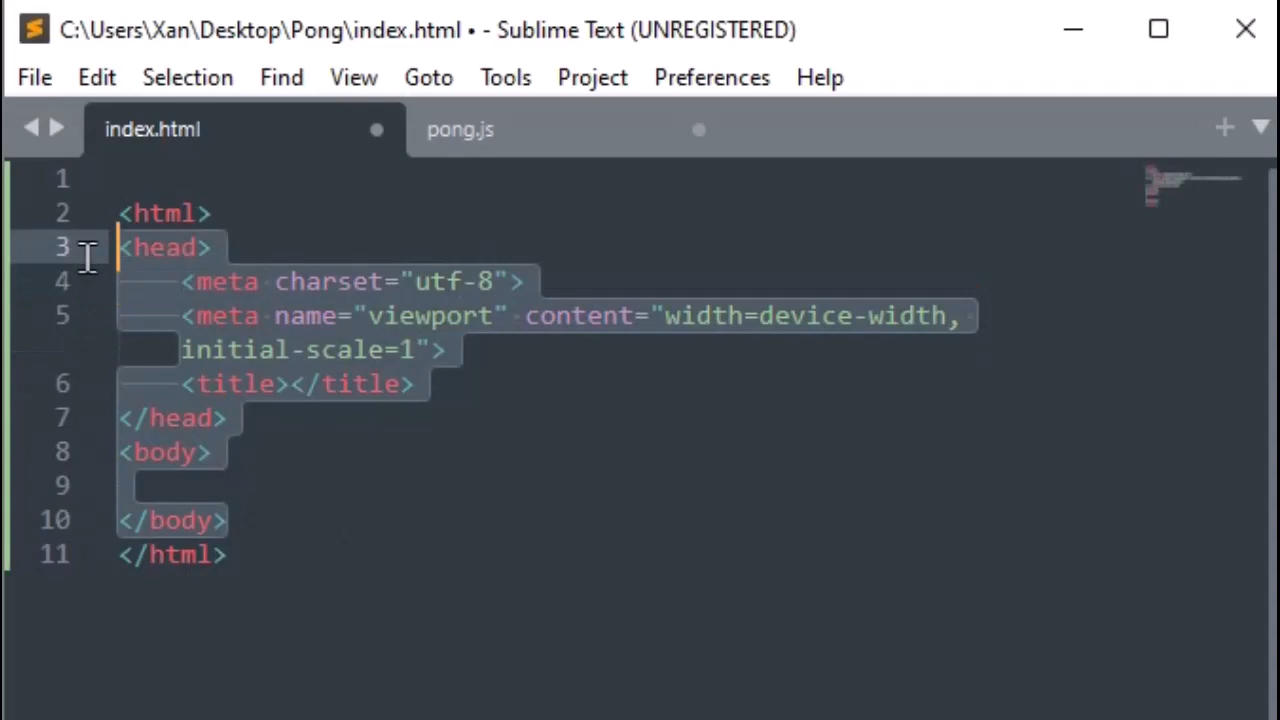 C:\Users\Xan\Desktop\Pong\index.html • - Sublime Text (UNREGISTERED)
File Edit Selection Find View Goto Tools Project Preferences Help
index.html pong.js
1
2 <html>
3 <head>
4 <meta charset="utf-8">
5 <meta name="viewport" content="width=device-width,
initial-scale=1">
6 <title></title>
7 </head>
8 <body>
9
10 </body>
11 </html>